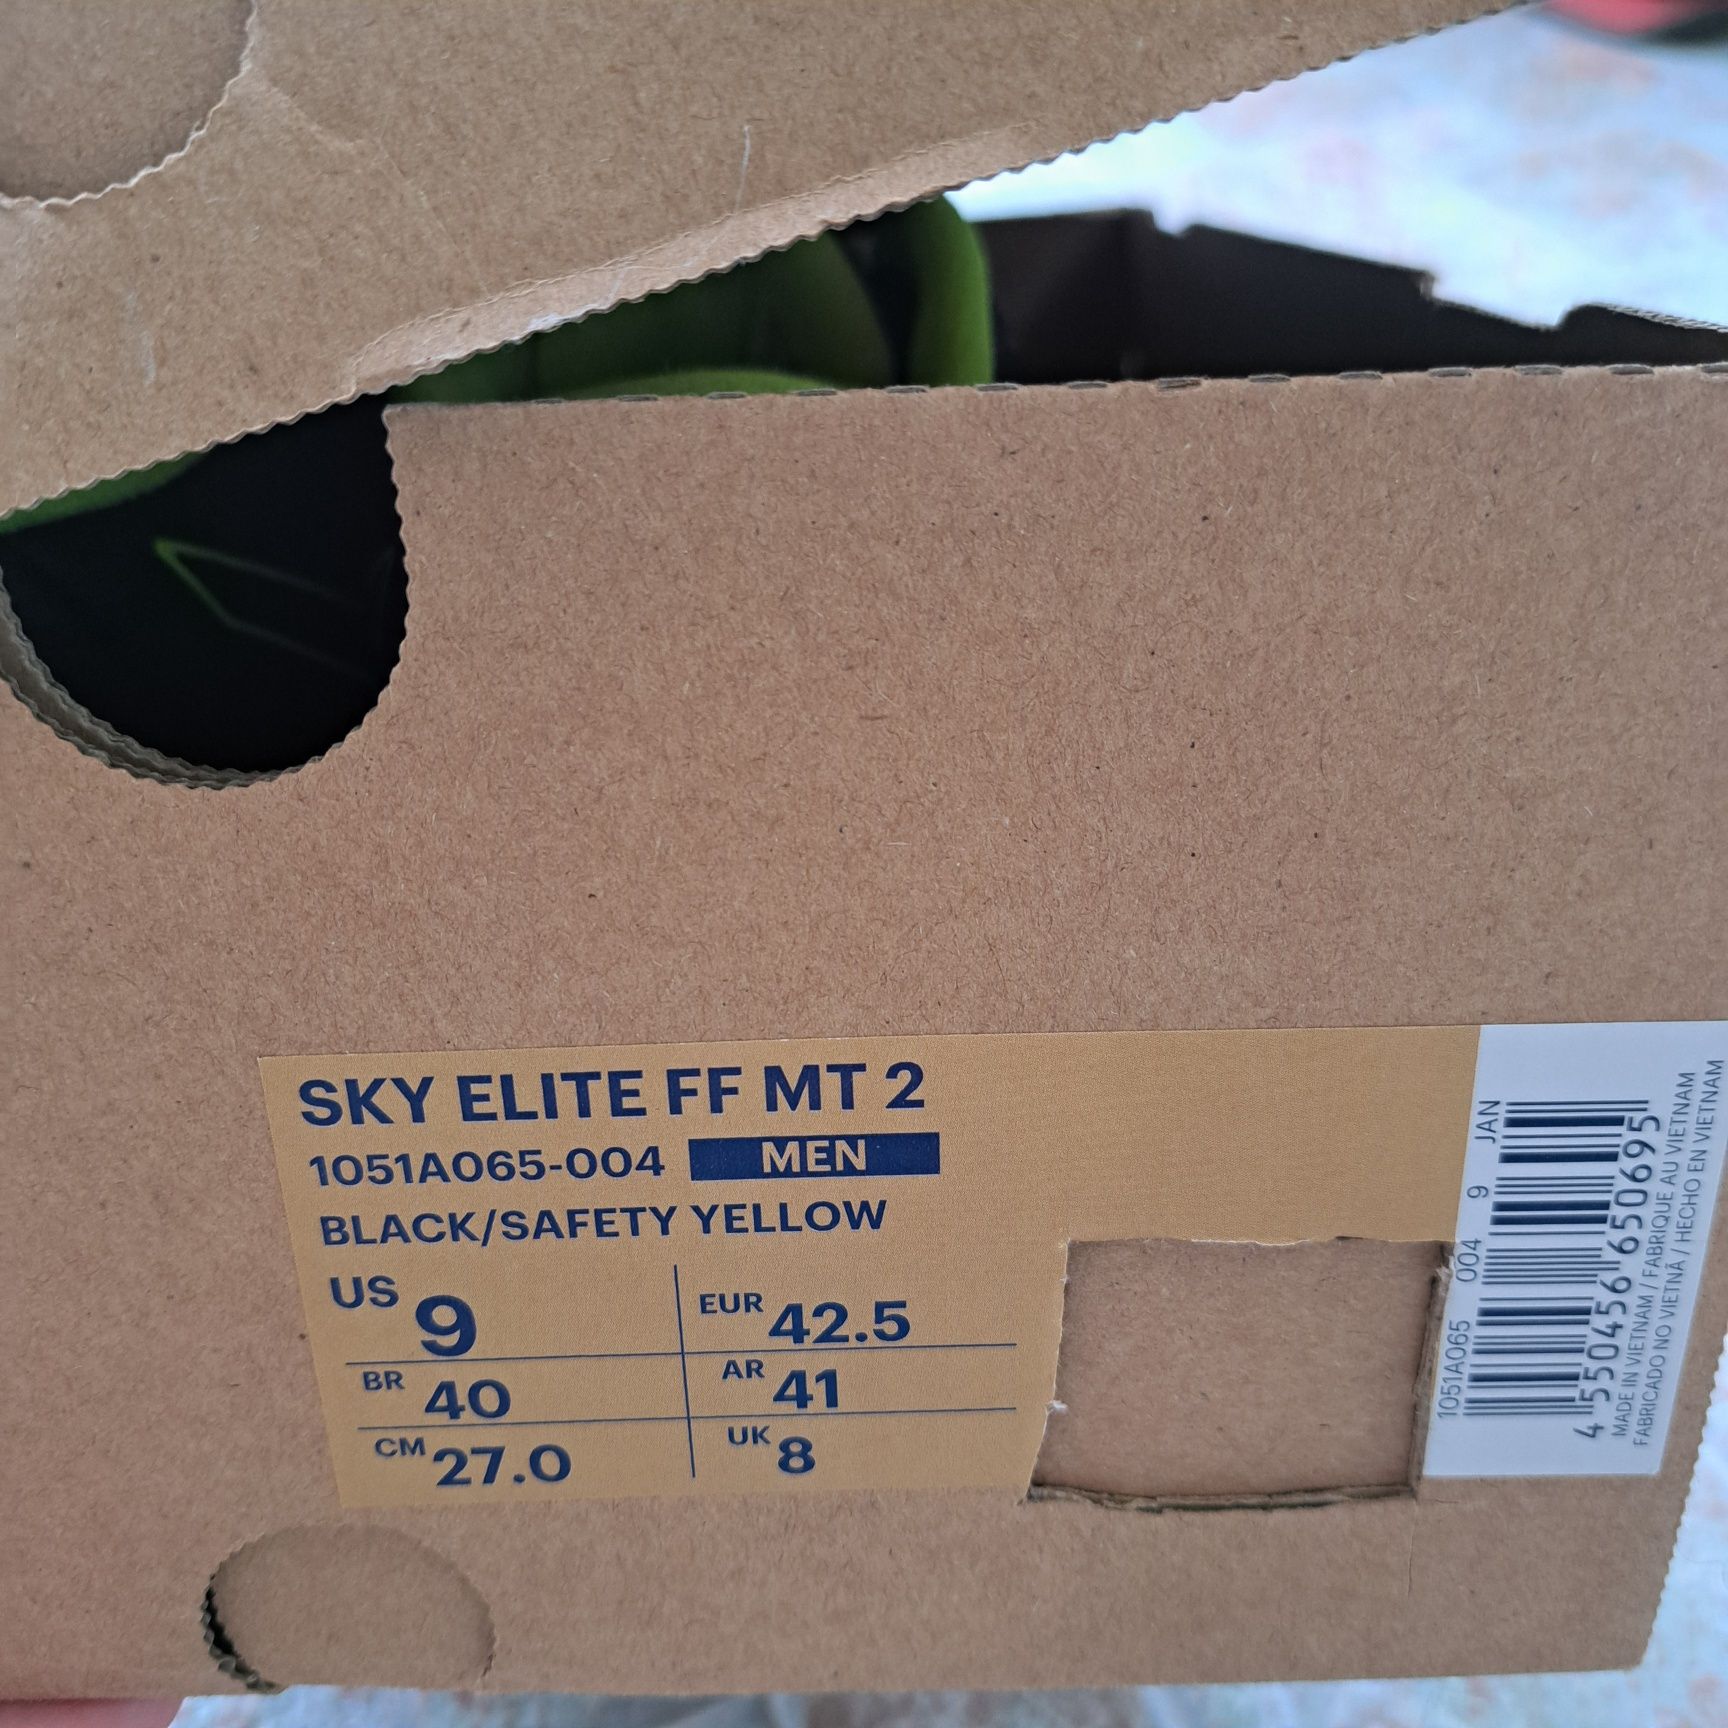 SKY ELITE FF MT 2
1051A065-004 MEN
BLACK/SAFETY YELLOW
US 9 EUR 42.5
BR 40 AR 41
CM 27.0 UK 8
1051A065 004 9 JAN
4 550456 650695
MADE IN VIETNAM / FABRIQUE AU VIETNAM
FABRICADO NO VIETNÃ / HECHO EN VIETNAM